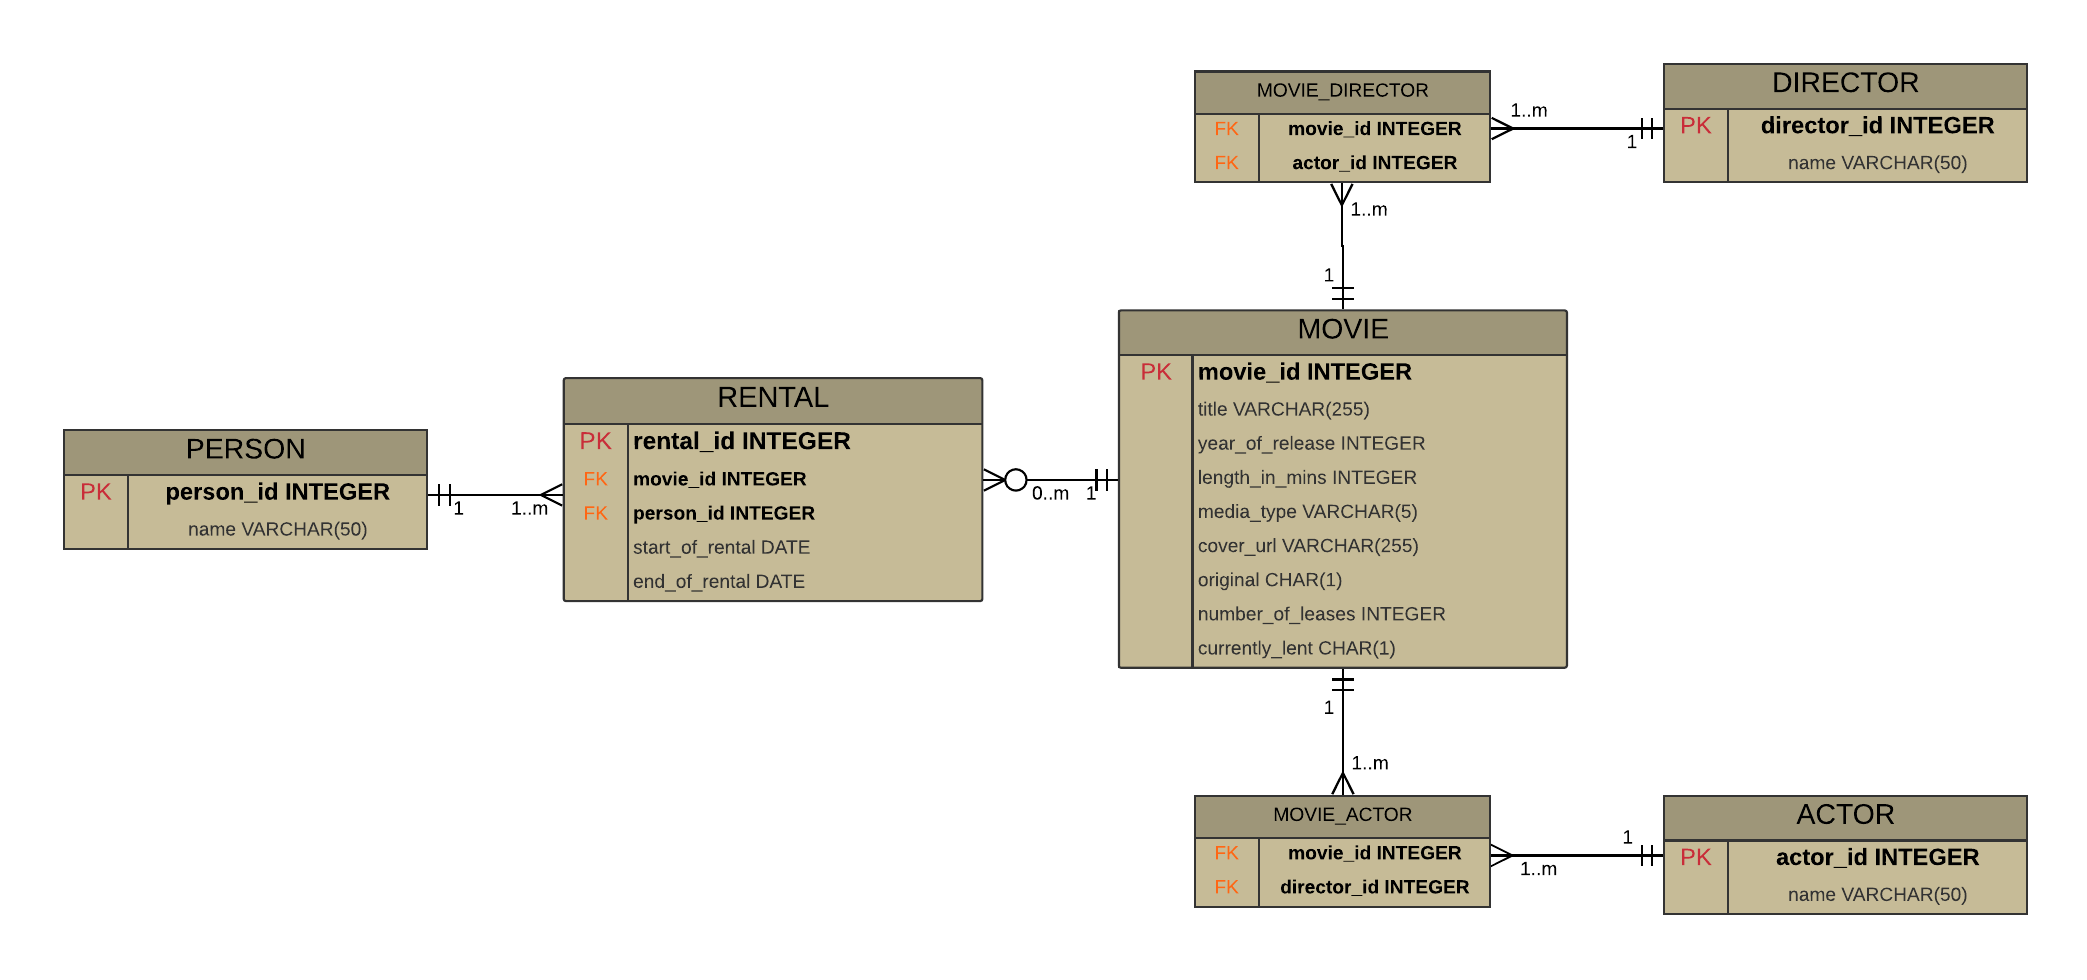 MOVIE_DIRECTOR
FK movie_id INTEGER
FK actor_id INTEGER
1..m
1
DIRECTOR
PK director_id INTEGER
name VARCHAR(50)
1..m
1
MOVIE
PK movie_id INTEGER
title VARCHAR(255)
year_of_release INTEGER
length_in_mins INTEGER
media_type VARCHAR(5)
cover_url VARCHAR(255)
original CHAR(1)
number_of_leases INTEGER
currently_lent CHAR(1)
RENTAL
PK rental_id INTEGER
FK movie_id INTEGER
FK person_id INTEGER
start_of_rental DATE
end_of_rental DATE
0..m 1
PERSON
PK person_id INTEGER
name VARCHAR(50)
1 1..m
1
1..m
MOVIE_ACTOR
FK movie_id INTEGER
FK director_id INTEGER
1
1..m
ACTOR
PK actor_id INTEGER
name VARCHAR(50)